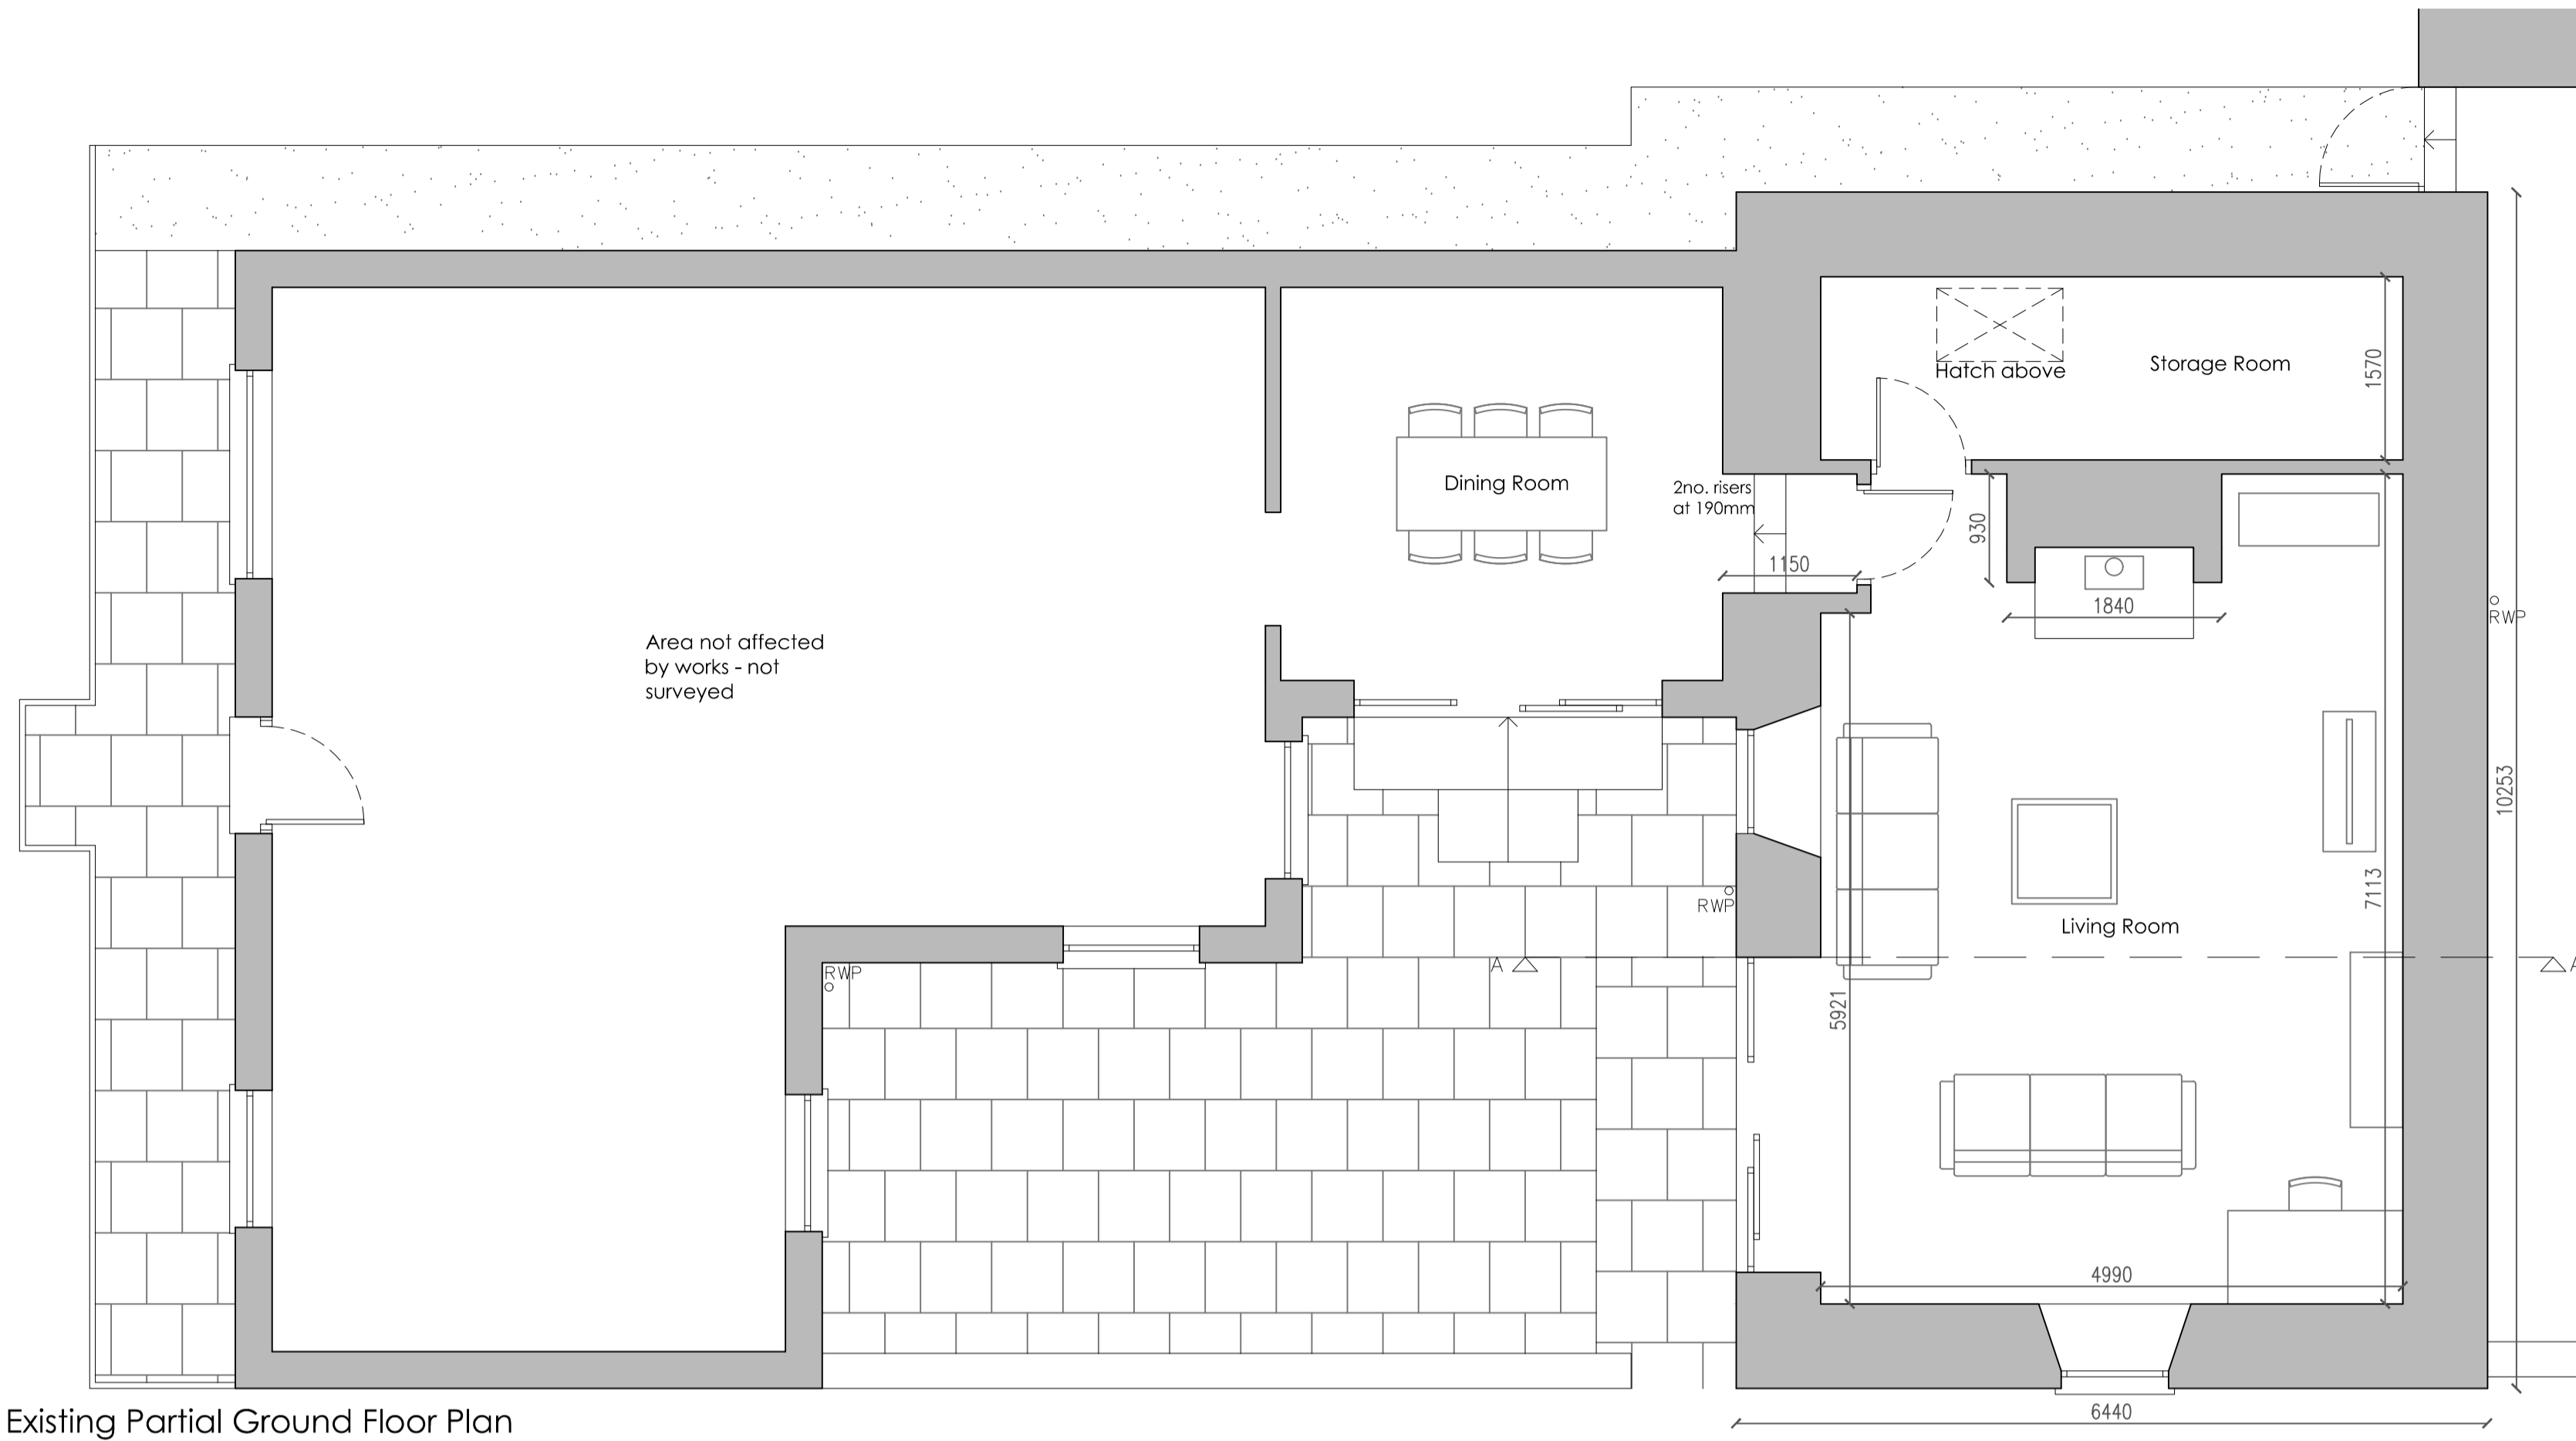 Hatch above
Storage Room
1570
Dining Room
2no. risers
at 190mm
1150
930
1840
RWP
Area not affected
by works - not
surveyed
10253
7113
RWP
Living Room
A
A
RWP
5921
4990
6440
Existing Partial Ground Floor Plan